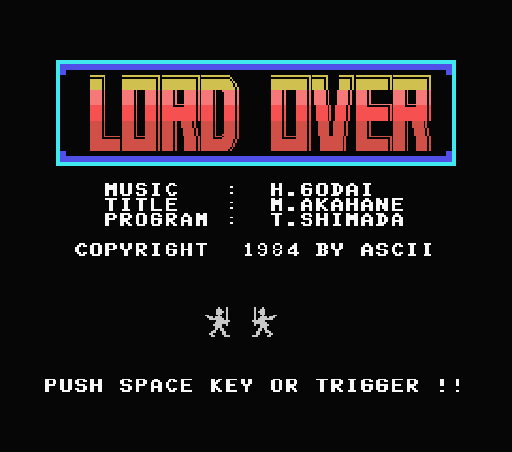 LORD OVER
MUSIC : H.GODAI
TITLE : M.AKAHANE
PROGRAM : T.SHIMADA
COPYRIGHT 1984 BY ASCII
PUSH SPACE KEY OR TRIGGER !!